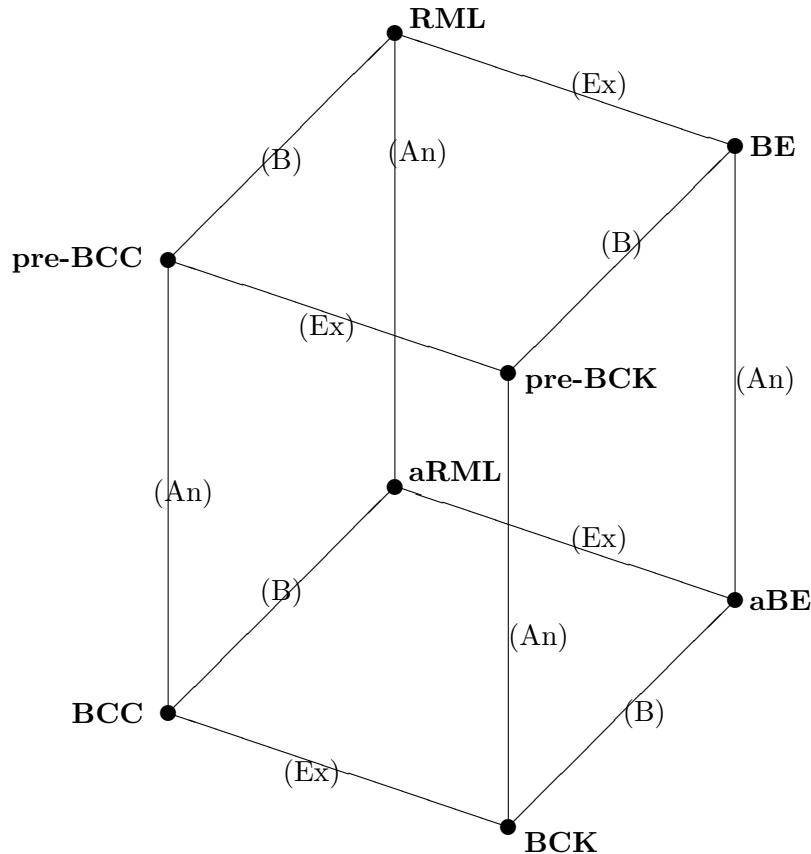 RML
(Ex)
BE
(B)
(An)
(B)
pre-BCC
(Ex)
pre-BCK
(An)
aRML
(An)
(Ex)
(B)
aBE
(An)
BCC
(B)
(Ex)
BCK